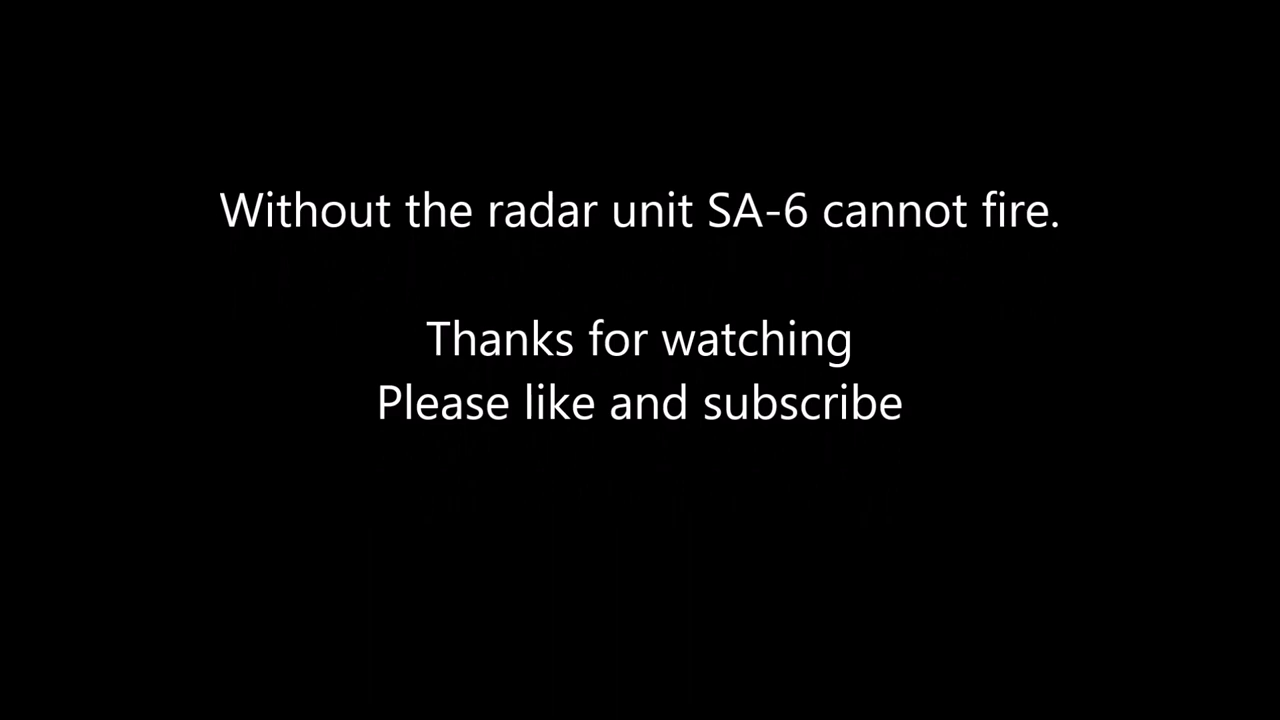 Without the radar unit SA-6 cannot fire.
Thanks for watching
Please like and subscribe